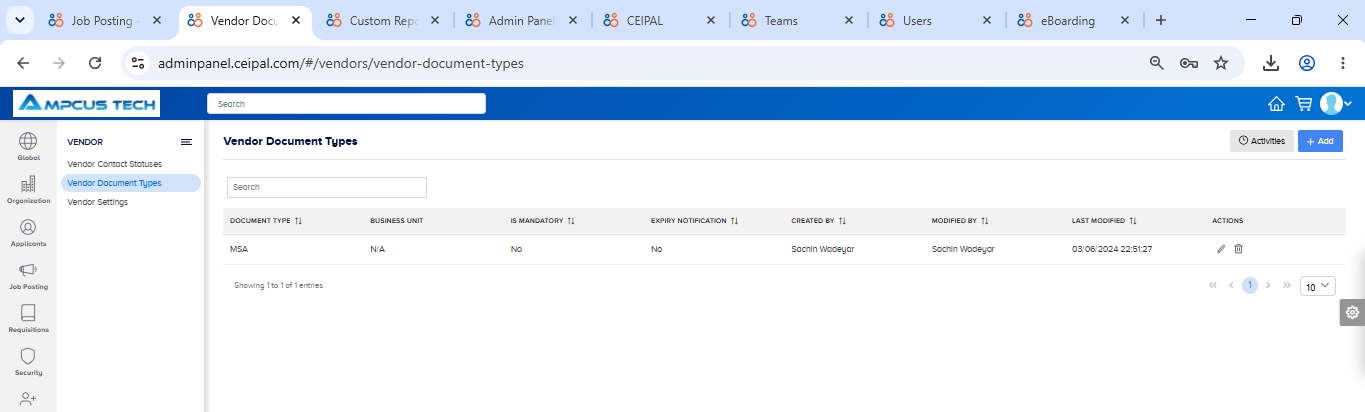 Job Posting -
Vendor Docu
Custom Repo
Admin Panel
CEIPAL
Teams
Users
eBoarding
adminpanel.ceipal.com/#/vendors/vendor-document-types
AMPCUS TECH
Search
Global
Organization
Applicants
Job Posting
Requisitions
Security
VENDOR
Vendor Contact Statuses
Vendor Document Types
Vendor Settings
Vendor Document Types
Activities
+ Add
Search
DOCUMENT TYPE BUSINESS UNIT IS MANDATORY EXPIRY NOTIFICATION CREATED BY MODIFIED BY LAST MODIFIED ACTIONS
MSA N/A No No Sachin Wadeyar Sachin Wadeyar 03/06/2024 22:51:27
Showing 1 to 1 of 1 entries
« ‹ 1 › » 10